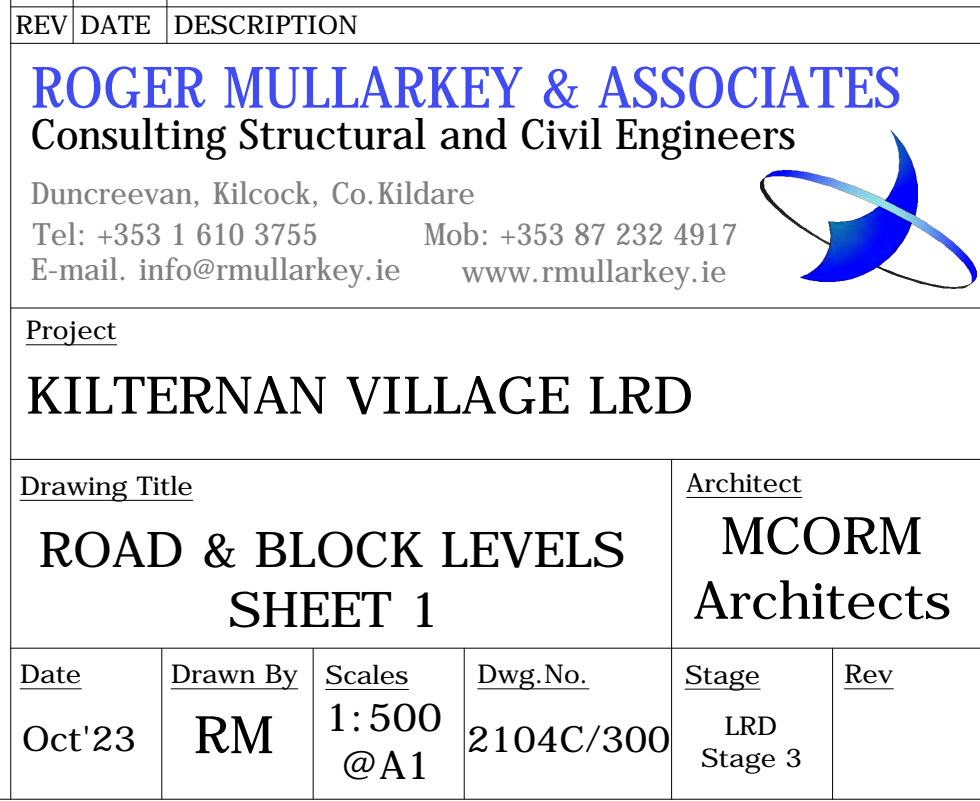 REV DATE DESCRIPTION
ROGER MULLARKEY & ASSOCIATES
Consulting Structural and Civil Engineers
Duncreevan, Kilcock, Co.Kildare
Tel: +353 1 610 3755 Mob: +353 87 232 4917
E-mail. info@rmullarkey.ie www.rmullarkey.ie
Project
KILTERNAN VILLAGE LRD
Drawing Title
ROAD & BLOCK LEVELS
SHEET 1
Architect
MCORM
Architects
Date
Oct'23
Drawn By
RM
Scales
1:500
@A1
Dwg.No.
2104C/300
Stage
LRD
Stage 3
Rev